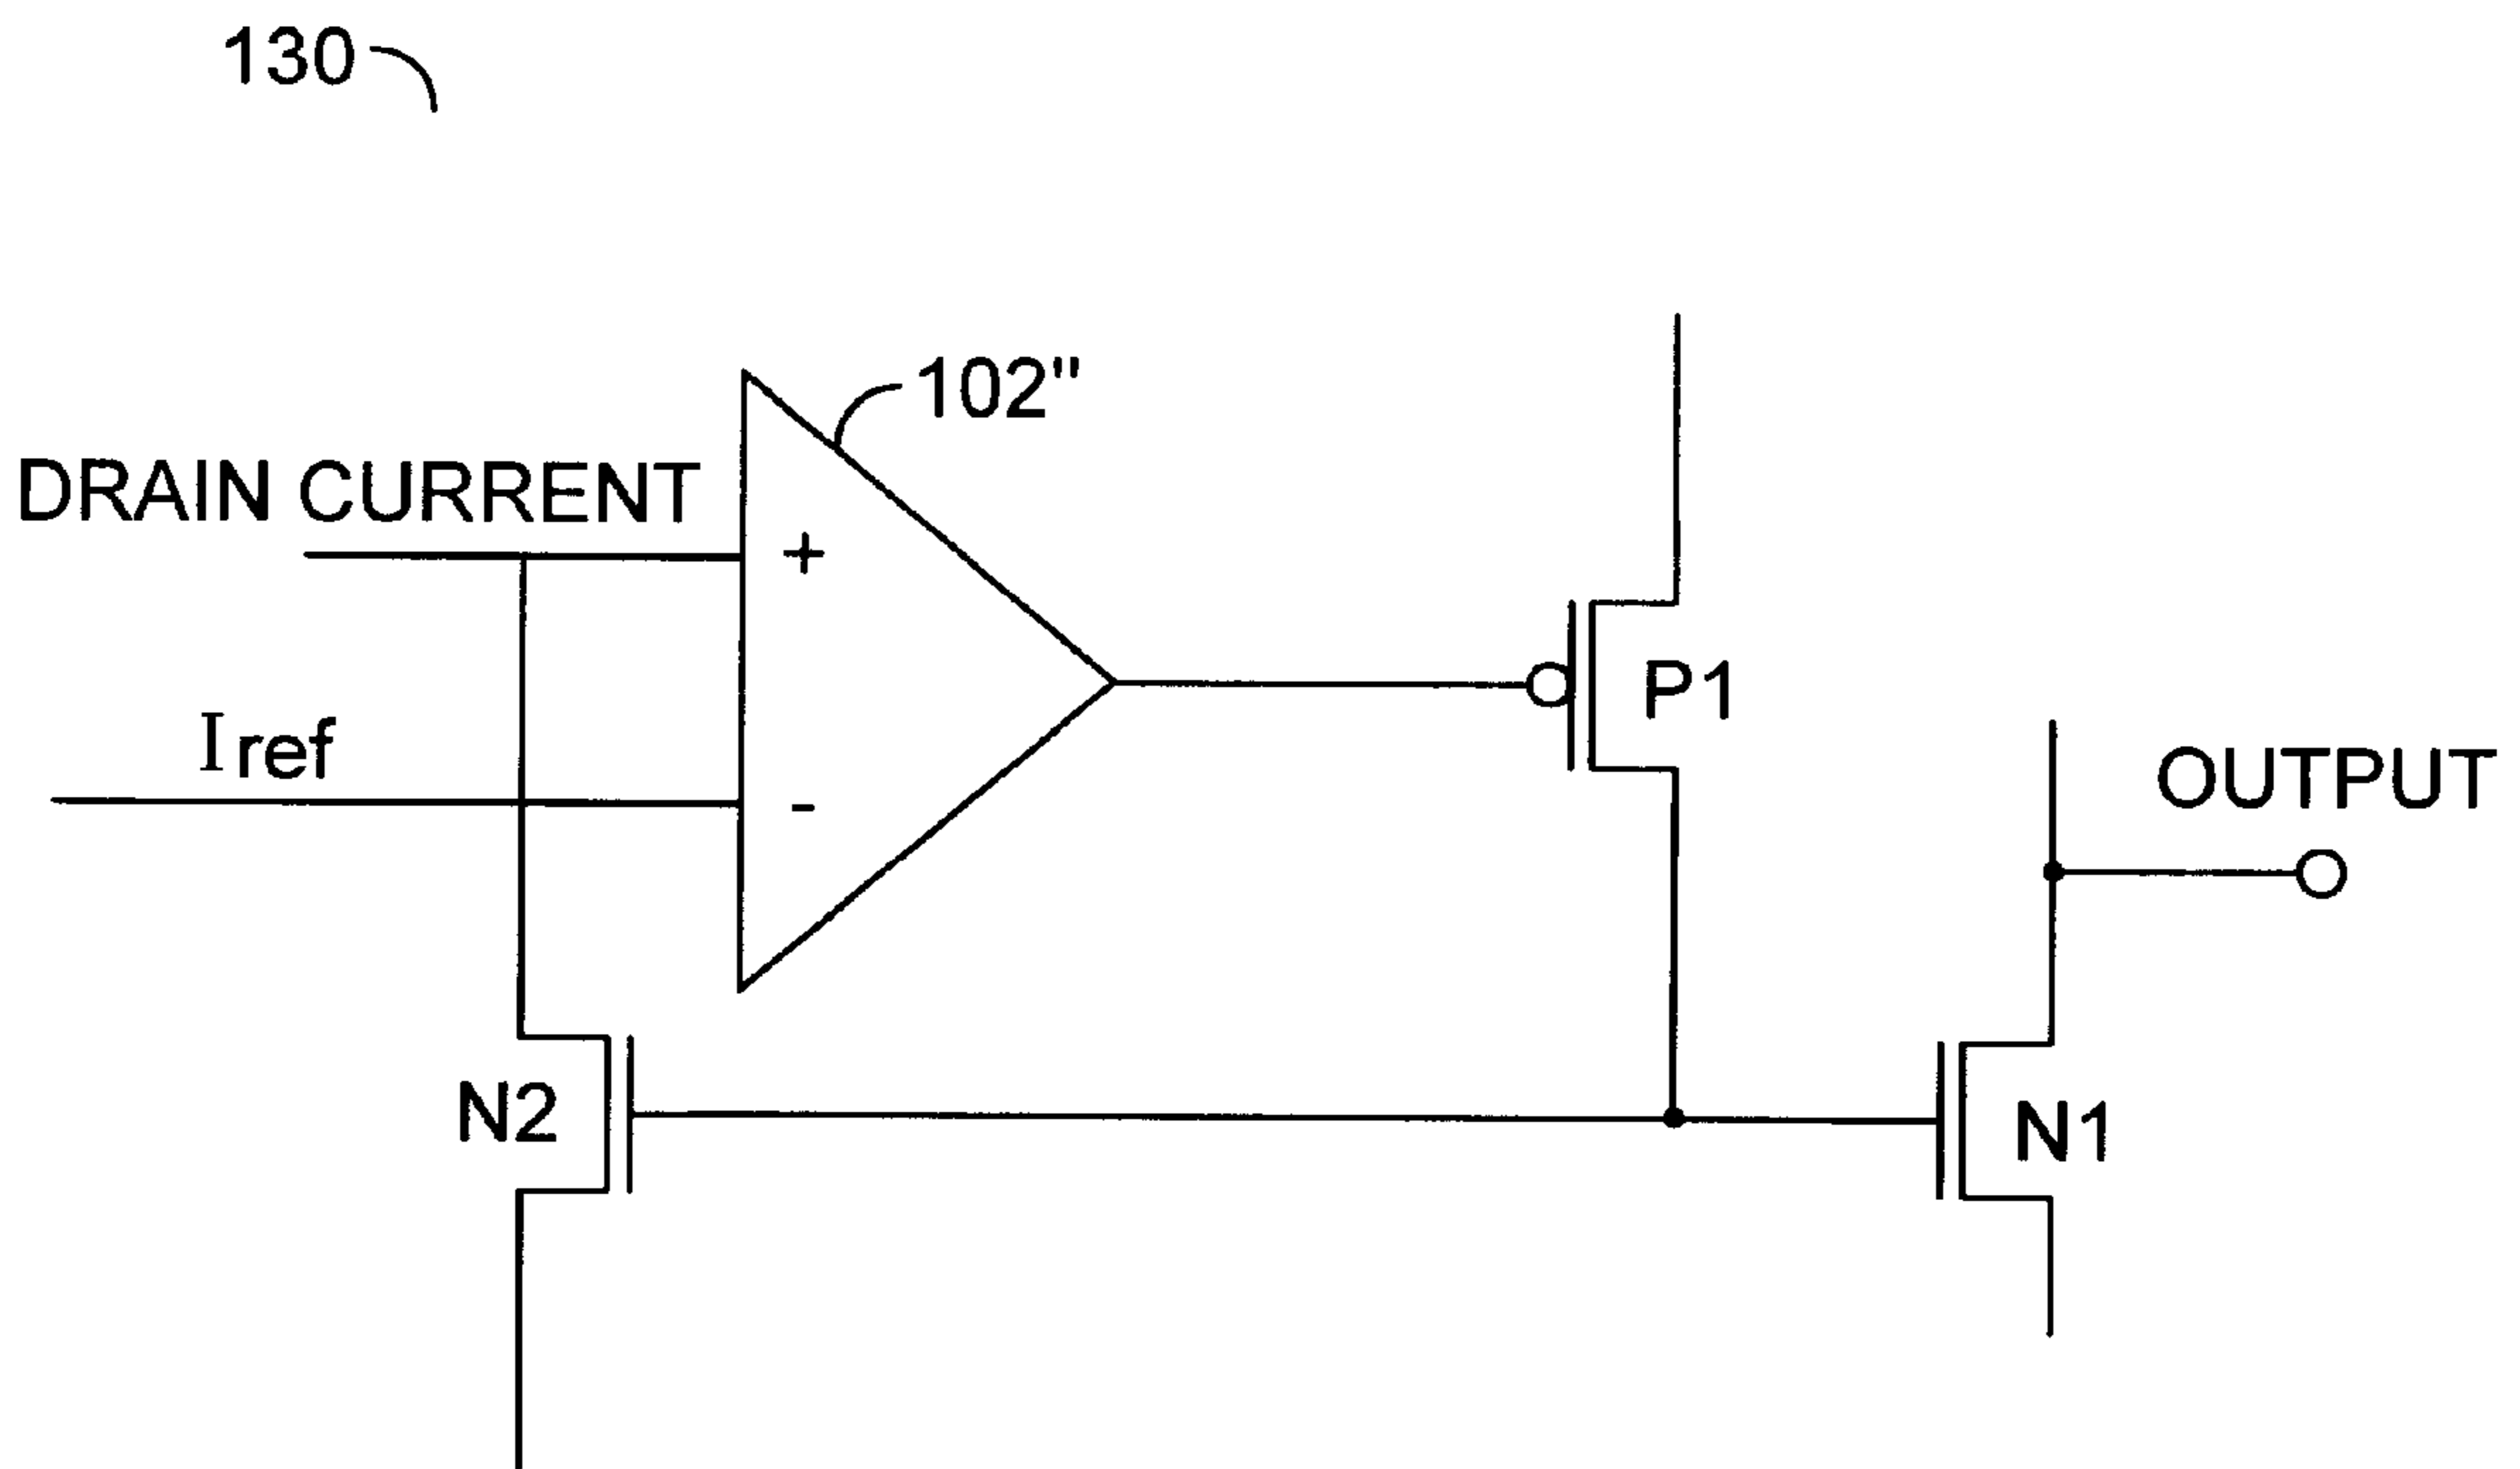 130
102"
DRAIN CURRENT
+
P1
Iref
OUTPUT
-
N2
N1